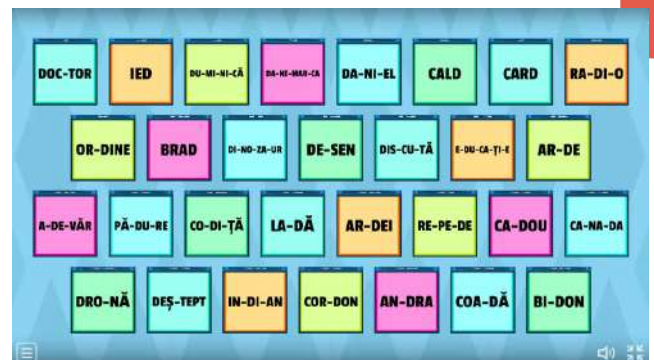 DOC-TOR IED DU-MI-NI-CĂ DA-NE-MAR-CA DA-NI-EL CALD CARD RA-DI-O
OR-DINE BRAD DI-NO-ZA-UR DE-SEN DIS-CU-TĂ E-DU-CA-ȚI-E AR-DE
A-DE-VĂR PĂ-DU-RE CO-DI-ȚĂ LA-DĂ AR-DEI RE-PE-DE CA-DOU CA-NA-DA
DRO-NĂ DEȘ-TEPT IN-DI-AN COR-DON AN-DRA COA-DĂ BI-DON